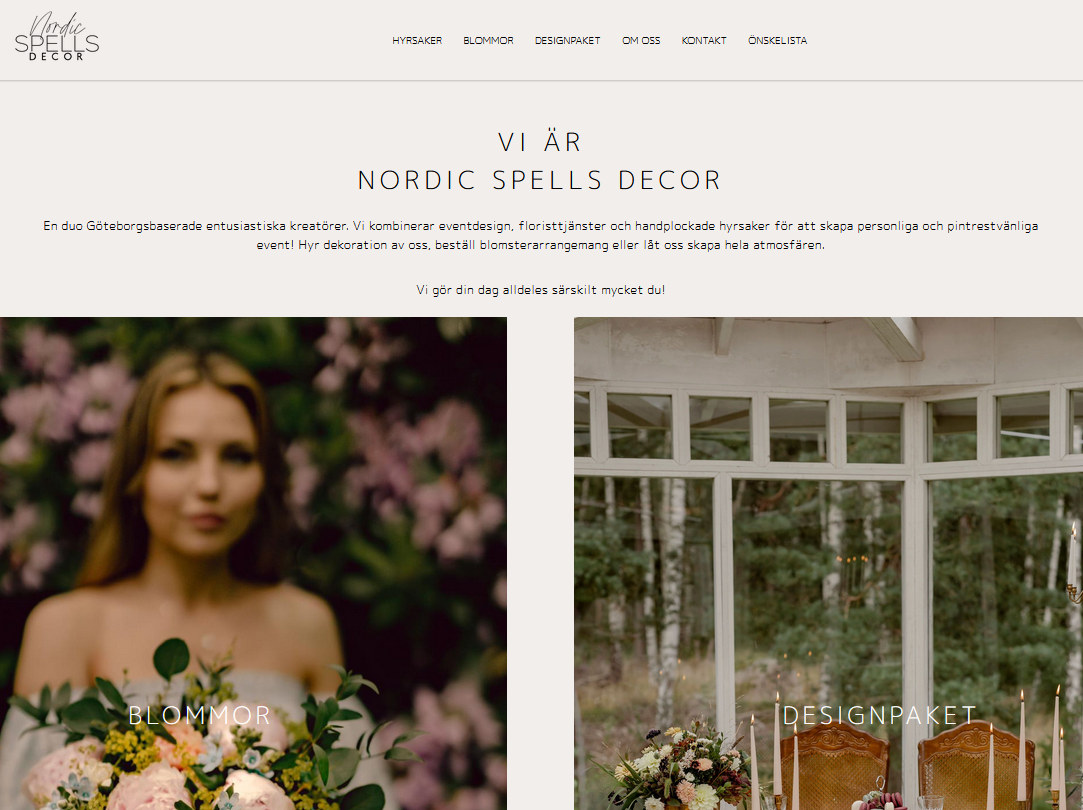 Nordic
SPELLS
DECOR
HYRSAKER BLOMMOR DESIGNPAKET OM OSS KONTAKT ÖNSKELISTA
VI ÄR
NORDIC SPELLS DECOR
En duo Göteborgsbaserade entusiastiska kreatörer. Vi kombinerar eventdesign, floristtjänster och handplockade hyrsaker för att skapa personliga och pintrestvänliga
event! Hyr dekoration av oss, beställ blomsterarrangemang eller låt oss skapa hela atmosfären.
Vi gör din dag alldeles särskilt mycket du!
BLOMMOR
DESIGNPAKET